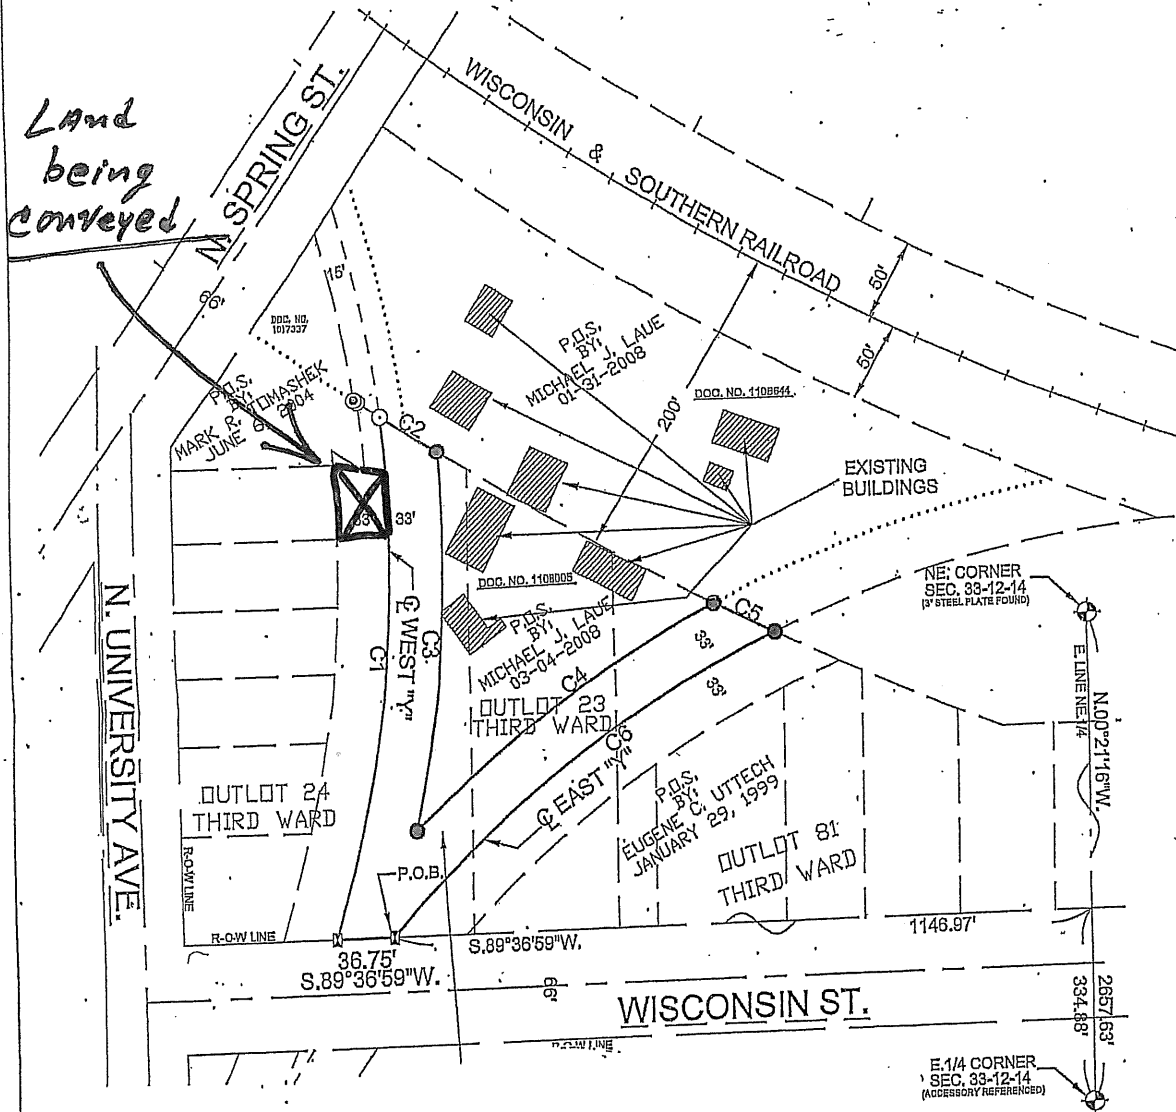 Land
being
conveyed
N. SPRING ST.
WISCONSIN & SOUTHERN RAILROAD
66'
15'
50'
50'
200'
DOC. NO.
1017337
P.O.S.
BY:
MARK R. TOMASHEK
JUNE 6, 2004
P.O.S.
BY:
MICHAEL J. LAUE
01-31-2008
DOC. NO. 1108644
EXISTING
BUILDINGS
C2
33'
33'
DOC. NO. 1108005
P.O.S.
BY:
MICHAEL J. LAUE
03-04-2008
C5
NE; CORNER
SEC. 33-12-14
(3" STEEL PLATE FOUND)
E. LINE NE.1/4
N.00°21'16"W.
℄ WEST "Y"
C1
C3
C4
33'
33'
C6
OUTLOT 23
THIRD WARD
℄ EAST "Y"
N. UNIVERSITY AVE.
OUTLOT 24
THIRD WARD
P.O.S.
BY:
EUGENE C. UTTECH
JANUARY 29, 1999
OUTLOT 81
THIRD WARD
R-O-W LINE
P.O.B.
R-O-W LINE
36.75'
S.89°36'59"W.
S.89°36'59"W.
1146.97'
66'
WISCONSIN ST.
R-O-W LINE
2657.63'
334.88'
E.1/4 CORNER
SEC. 33-12-14
(ACCESSORY REFERENCED)